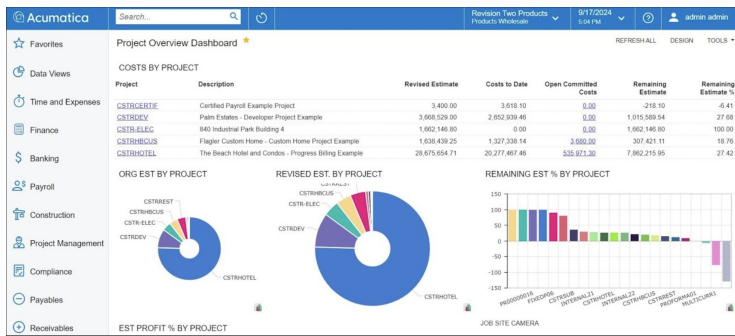 Acumatica
Search...
Revision Two Products
Products Wholesale
9/17/2024
5:04 PM
admin admin
Favorites
Data Views
Time and Expenses
Finance
Banking
Payroll
Construction
Project Management
Compliance
Payables
Receivables
Project Overview Dashboard
REFRESH ALL DESIGN TOOLS
COSTS BY PROJECT
Project Description Revised Estimate Costs to Date Open Committed Costs Remaining Estimate Remaining Estimate %
CSTRCERTIF Certified Payroll Example Project 3,400.00 3,618.10 0.00 -218.10 -6.41
CSTRDEV Palm Estates - Developer Project Example 3,668,529.00 2,652,939.46 0.00 1,015,589.54 27.68
CSTR-ELEC 840 Industrial Park Building 4 1,662,146.80 0.00 0.00 1,662,146.80 100.00
CSTRHBCUS Flagler Custom Home - Custom Home Project Example 1,638,439.25 1,327,338.14 3,680.00 307,421.11 18.76
CSTRHOTEL The Beach Hotel and Condos - Progress Billing Example 28,675,654.71 20,277,467.46 535,971.30 7,862,215.95 27.42
ORG EST BY PROJECT
CSTRREST
CSTRHBCUS
CSTR-ELEC
CSTRDEV
CSTRHOTEL
REVISED EST. BY PROJECT
CSTRREST
CSTRHBCUS
CSTR-ELEC
CSTRDEV
CSTRHOTEL
REMAINING EST % BY PROJECT
150
100
50
0
-50
-100
-150
PR00000016
FIXEDP06
CSTRSUB
INTERNAL21
CSTRHOTEL
INTERNAL22
CSTRHBCUS
CSTRREST
PROFORMA01
MULTICURR1
EST PROFIT % BY PROJECT
JOB SITE CAMERA